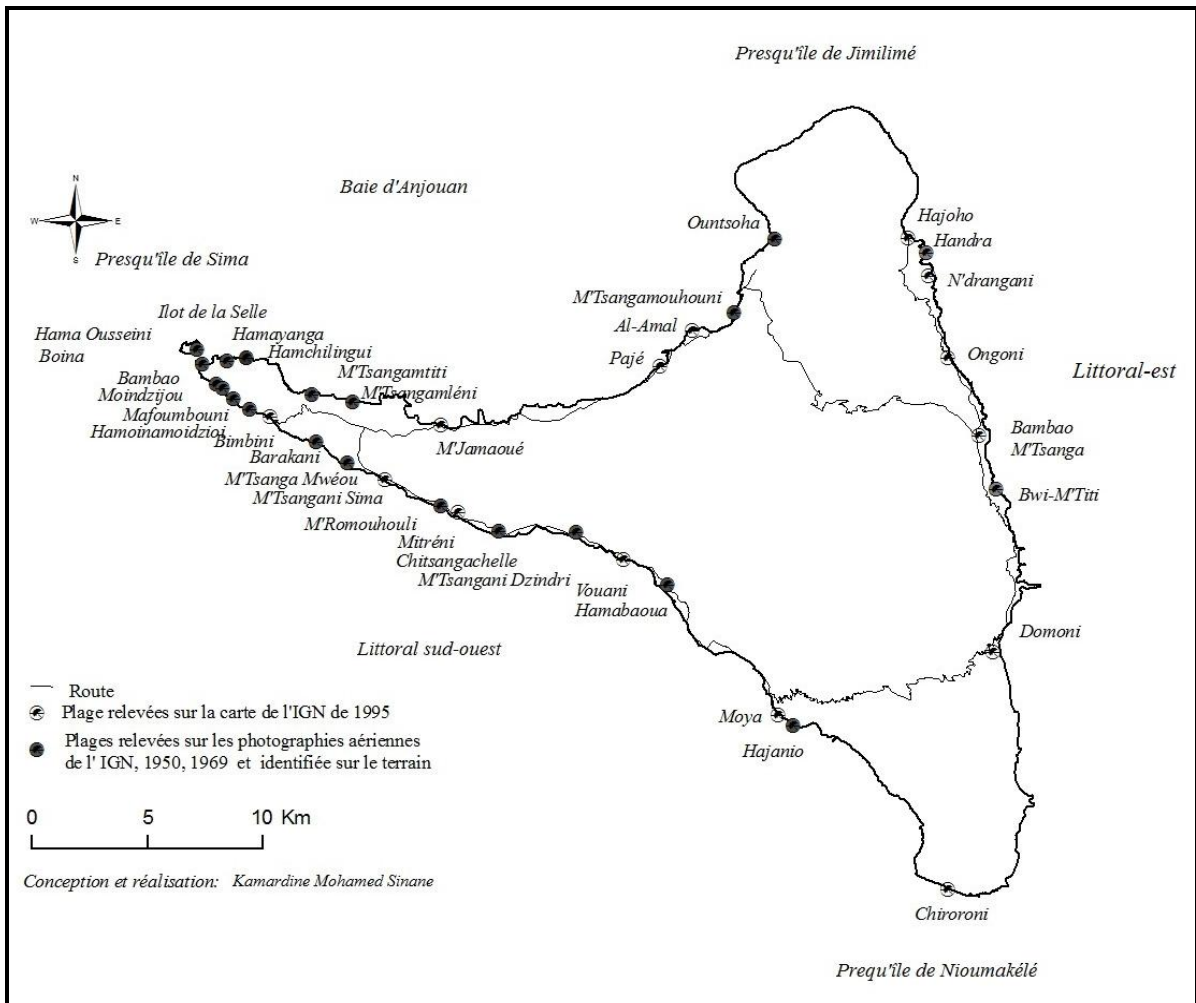 Presqu'île de Jimilimé
Baie d'Anjouan
N
W
E
S
Presqu'île de Sima
Ountsoha
Hajoho
Handra
N'drangani
Ilot de la Selle
M'Tsangamouhouni
Al-Amal
Hama Ousseini
Hamayanga
Boina
Hamchilingui
Pajé
Ongoni
M'Tsangamtiti
Littoral-est
Bambao
M'Tsangamléni
Moindzijou
Mafoumbouni
Hamoinamoidzioi
Bimbini
M'Jamaoué
Bambao
M'Tsanga
Barakani
M'Tsanga Mwéou
M'Tsangani Sima
Bwi-M'Titi
M'Romouhouli
Mitréni
Chitsangachelle
M'Tsangani Dzindri
Vouani
Hamabaoua
Domoni
Littoral sud-ouest
Route
Plage relevées sur la carte de l'IGN de 1995
Plages relevées sur les photographies aériennes
de l' IGN, 1950, 1969 et identifiée sur le terrain
Moya
Hajanio
0 5 10 Km
Conception et réalisation: Kamardine Mohamed Sinane
Chiroroni
Prequ'île de Nioumakélé